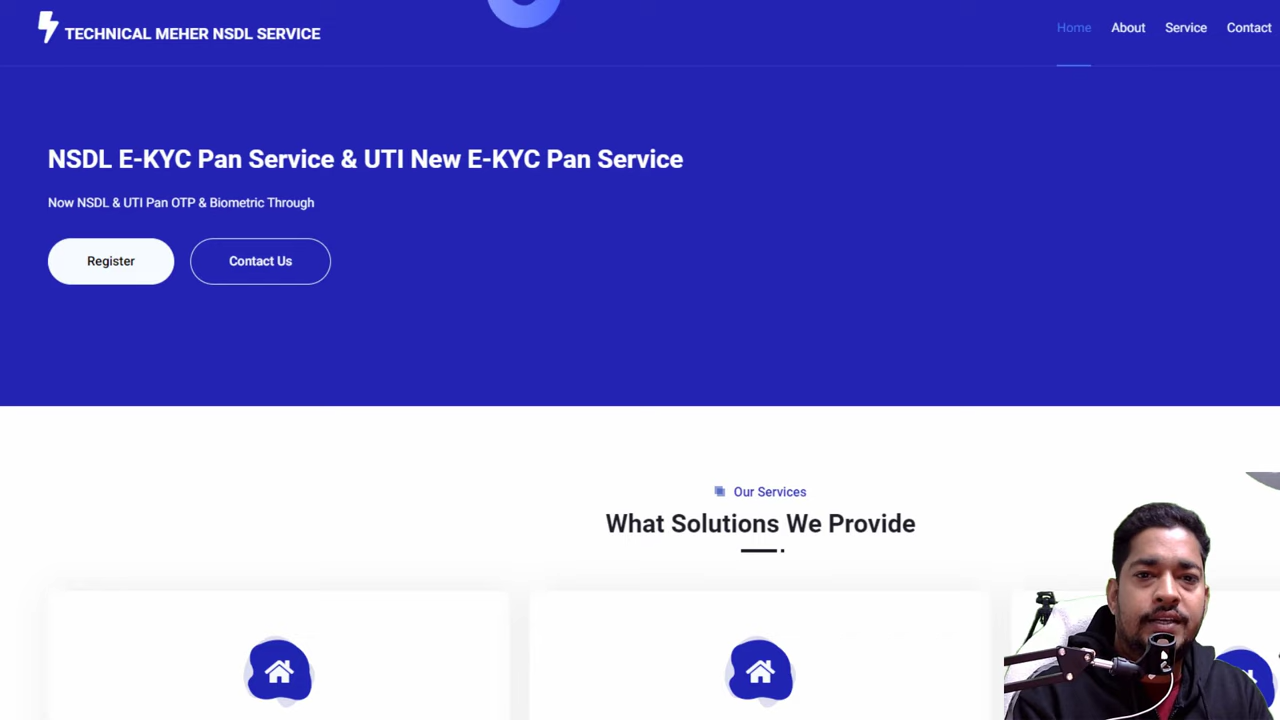 TECHNICAL MEHER NSDL SERVICE
Home About Service Contact
NSDL E-KYC Pan Service & UTI New E-KYC Pan Service
Now NSDL & UTI Pan OTP & Biometric Through
Register Contact Us
Our Services
What Solutions We Provide